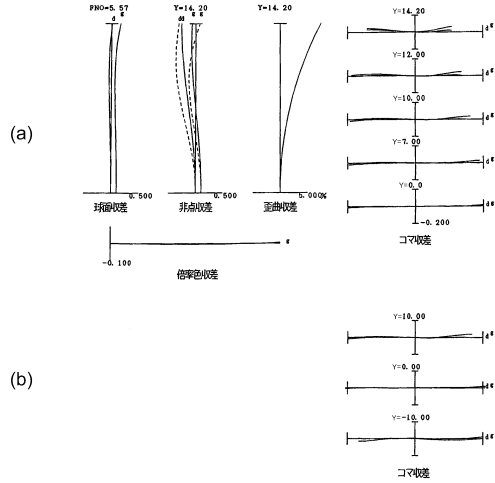 (a)
FNO=5.57
d g
0.500
球面収差
Y=14.20
dd g g
0.500
非点収差
Y=14.20
5.000%
歪曲収差
-0.100
g
倍率色収差
Y=14.20
d g
Y=12.00
d g
Y=10.00
d g
Y=7.00
d g
Y=0.0
d g
-0.200
コマ収差
(b)
Y=10.00
d g
Y=0.00
d g
Y=-10.00
d g
コマ収差